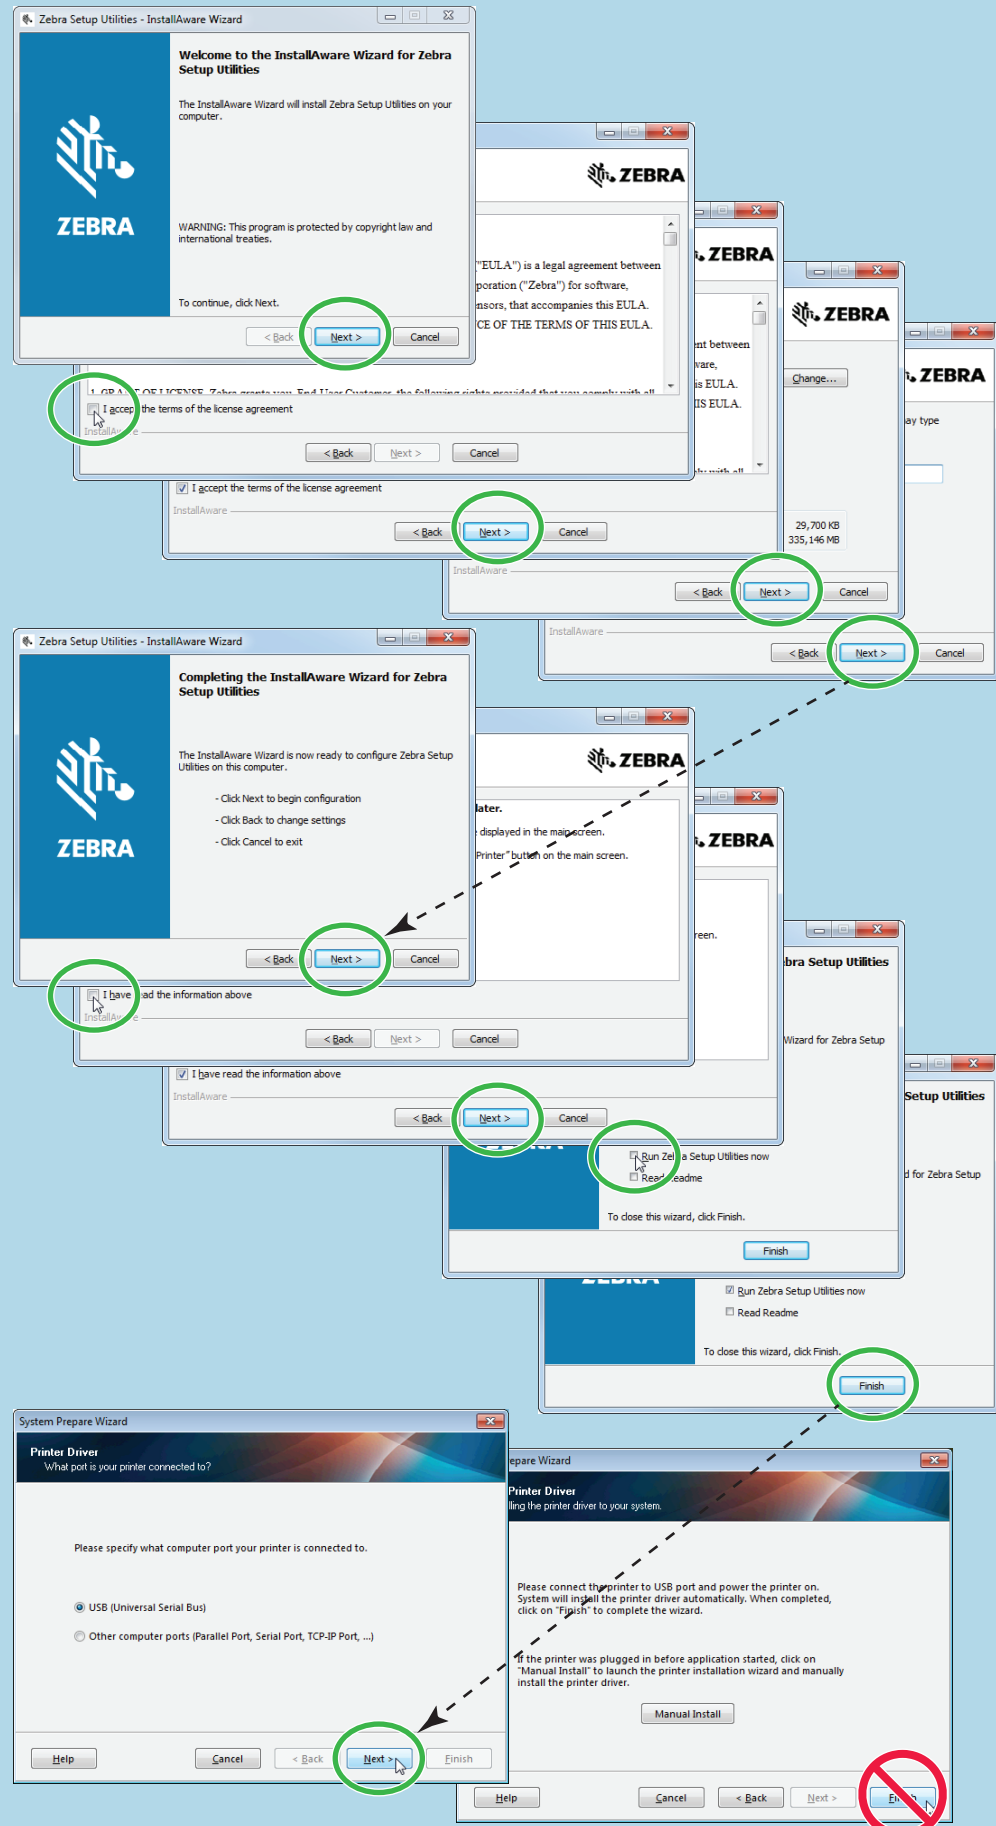 Zebra Setup Utilities - InstallAware Wizard
Welcome to the InstallAware Wizard for Zebra
Setup Utilities
The InstallAware Wizard will install Zebra Setup Utilities on your
computer.
ZEBRA
WARNING: This program is protected by copyright law and
international treaties.
To continue, click Next.
< Back
Next >
Cancel
ZEBRA
("EULA") is a legal agreement between
poration ("Zebra") for software,
ensors, that accompanies this EULA.
CE OF THE TERMS OF THIS EULA.
I accept the terms of the license agreement
InstallAware
< Back
Next >
Cancel
ZEBRA
ent between
ware,
is EULA.
IS EULA.
I accept the terms of the license agreement
InstallAware
< Back
Next >
Cancel
ZEBRA
Change...
29,700 KB
335,146 MB
InstallAware
< Back
Next >
Cancel
ZEBRA
ay type
InstallAware
< Back
Next >
Cancel
Zebra Setup Utilities - InstallAware Wizard
Completing the InstallAware Wizard for Zebra
Setup Utilities
The InstallAware Wizard is now ready to configure Zebra Setup
Utilities on this computer.
- Click Next to begin configuration
- Click Back to change settings
- Click Cancel to exit
ZEBRA
< Back
Next >
Cancel
ZEBRA
later.
displayed in the main screen.
Printer" button on the main screen.
I have read the information above
InstallAware
< Back
Next >
Cancel
ZEBRA
reen.
I have read the information above
InstallAware
< Back
Next >
Cancel
bra Setup Utilities
Wizard for Zebra Setup
Run Zebra Setup Utilities now
Read Readme
To close this wizard, click Finish.
Finish
Setup Utilities
d for Zebra Setup
ZEBRA
Run Zebra Setup Utilities now
Read Readme
To close this wizard, click Finish.
Finish
System Prepare Wizard
Printer Driver
What port is your printer connected to?
Please specify what computer port your printer is connected to.
USB (Universal Serial Bus)
Other computer ports (Parallel Port, Serial Port, TCP-IP Port, ...)
Help
Cancel
< Back
Next >
Finish
epare Wizard
Printer Driver
lling the printer driver to your system.
Please connect the printer to USB port and power the printer on.
System will install the printer driver automatically. When completed,
click on "Finish" to complete the wizard.
If the printer was plugged in before application started, click on
"Manual Install" to launch the printer installation wizard and manually
install the printer driver.
Manual Install
Help
Cancel
< Back
Next >
Finish